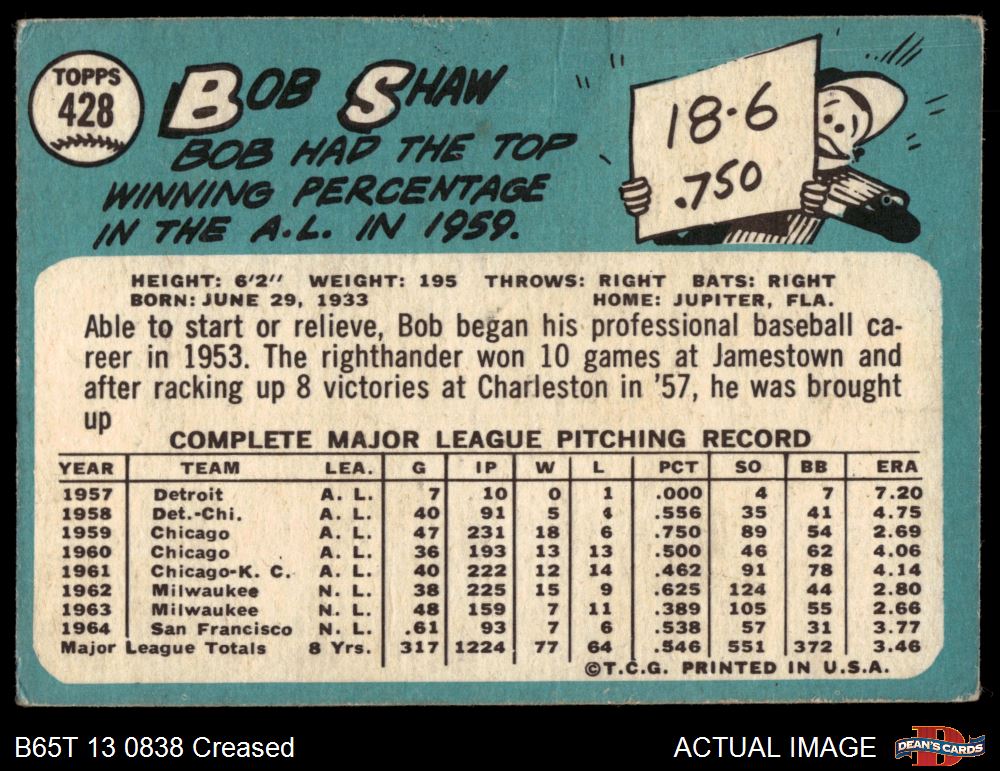 TOPPS
428
BOB SHAW
BOB HAD THE TOP
WINNING PERCENTAGE
IN THE A.L. IN 1959.
18-6
.750
HEIGHT: 6'2" WEIGHT: 195 THROWS: RIGHT BATS: RIGHT
BORN: JUNE 29, 1933 HOME: JUPITER, FLA.
Able to start or relieve, Bob began his professional baseball ca-
reer in 1953. The righthander won 10 games at Jamestown and
after racking up 8 victories at Charleston in '57, he was brought
up
COMPLETE MAJOR LEAGUE PITCHING RECORD
YEAR TEAM LEA. G IP W L PCT SO BB ERA
1957 Detroit A. L. 7 10 0 1 .000 4 7 7.20
1958 Det.-Chi. A. L. 40 91 5 4 .556 35 41 4.75
1959 Chicago A. L. 47 231 18 6 .750 89 54 2.69
1960 Chicago A. L. 36 193 13 13 .500 46 62 4.06
1961 Chicago-K. C. A. L. 40 222 12 14 .462 91 78 4.14
1962 Milwaukee N. L. 38 225 15 9 .625 124 44 2.80
1963 Milwaukee N. L. 48 159 7 11 .389 105 55 2.66
1964 San Francisco N. L. 61 93 7 6 .538 57 31 3.77
Major League Totals 8 Yrs. 317 1224 77 64 .546 551 372 3.46
©T.C.G. PRINTED IN U.S.A.
B65T 13 0838 Creased
ACTUAL IMAGE
D
DEAN'S CARDS